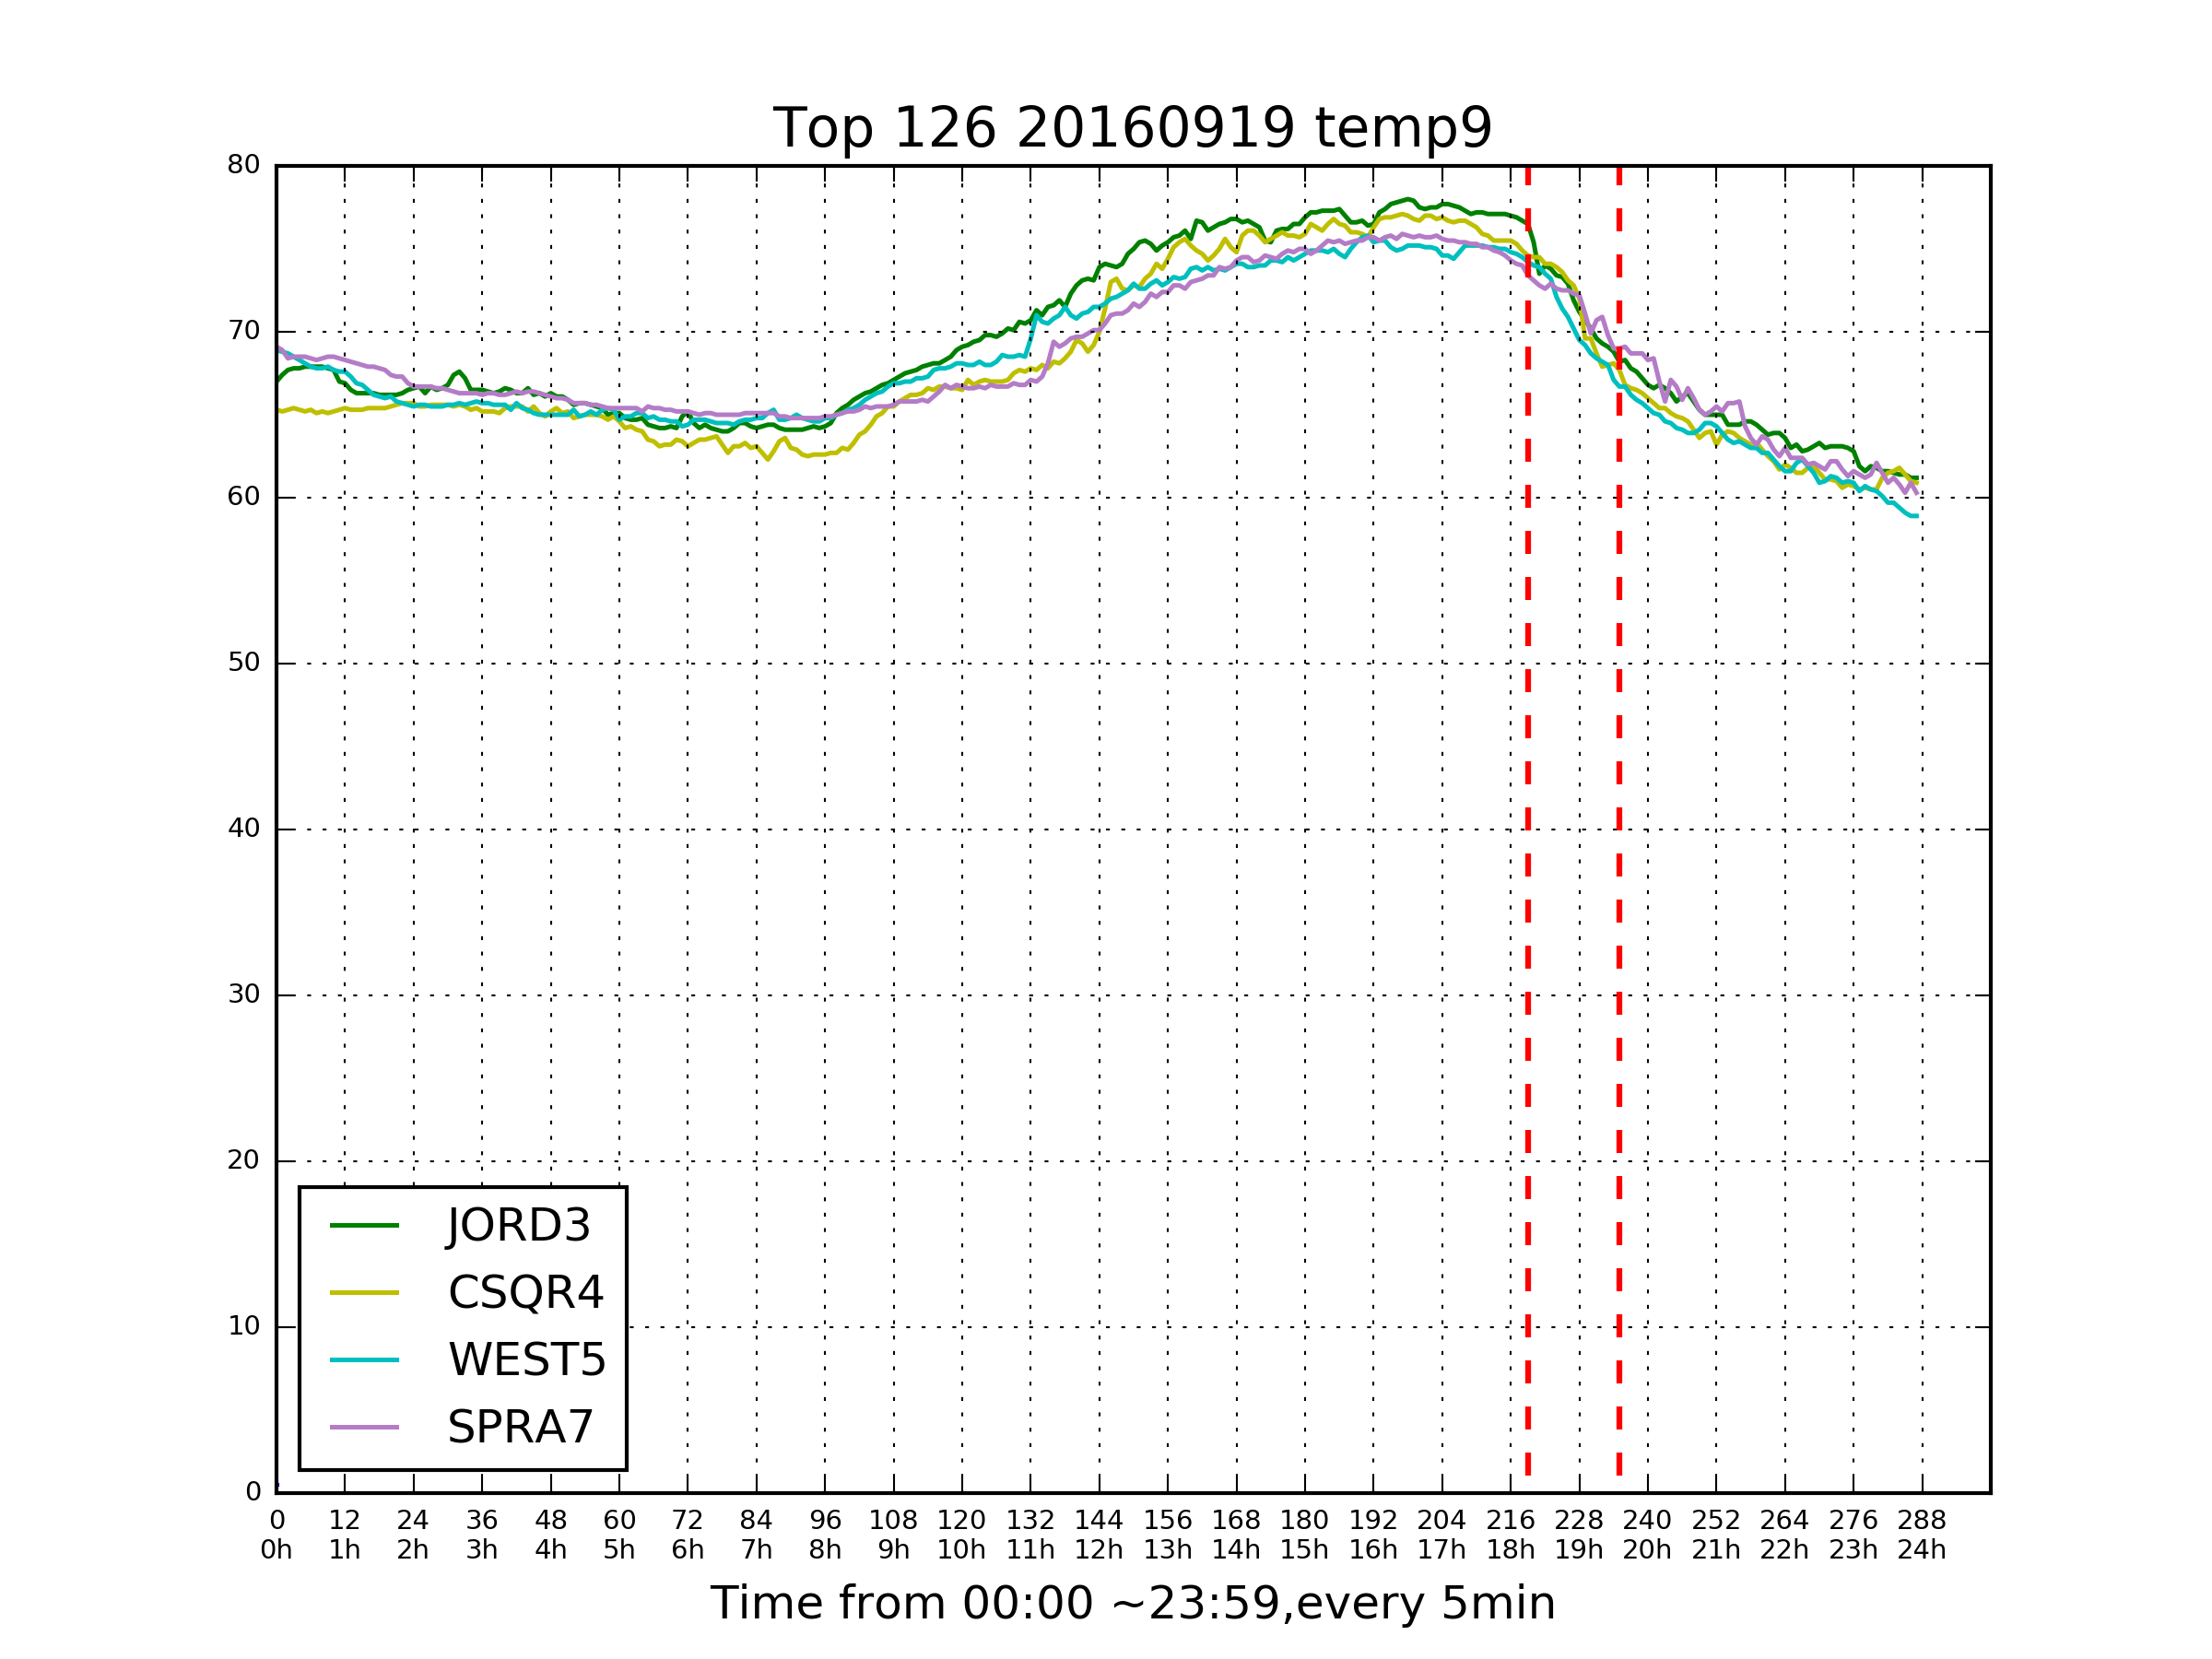 Top 126 20160919 temp9
80
70
60
50
40
30
20
10
0
JORD3
CSQR4
WEST5
SPRA7
0 12 24 36 48 60 72 84 96 108 120 132 144 156 168 180 192 204 216 228 240 252 264 276 288
0h 1h 2h 3h 4h 5h 6h 7h 8h 9h 10h 11h 12h 13h 14h 15h 16h 17h 18h 19h 20h 21h 22h 23h 24h
Time from 00:00 ~23:59,every 5min